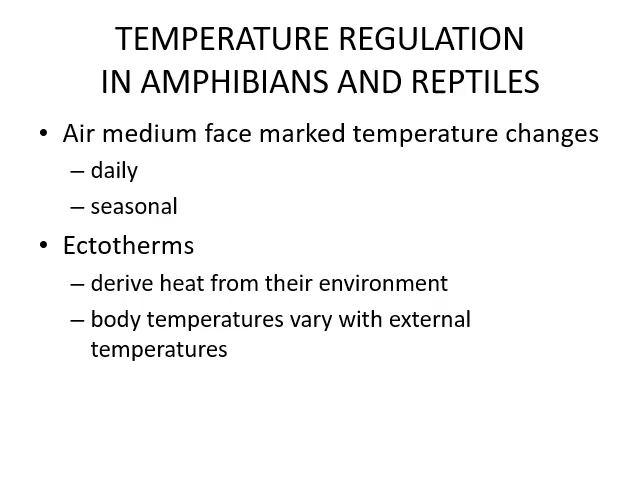 TEMPERATURE REGULATION
IN AMPHIBIANS AND REPTILES
• Air medium face marked temperature changes
– daily
– seasonal
• Ectotherms
– derive heat from their environment
– body temperatures vary with external
temperatures